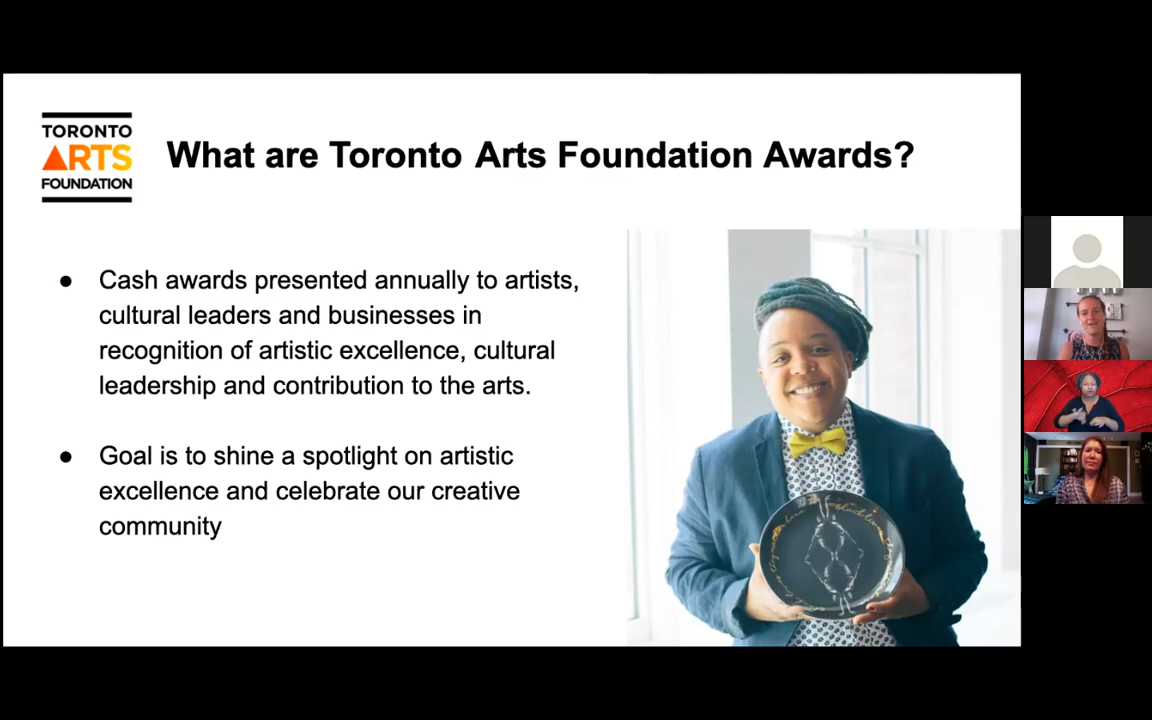 TORONTO
ARTS
FOUNDATION
What are Toronto Arts Foundation Awards?
● Cash awards presented annually to artists,
cultural leaders and businesses in
recognition of artistic excellence, cultural
leadership and contribution to the arts.
● Goal is to shine a spotlight on artistic
excellence and celebrate our creative
community